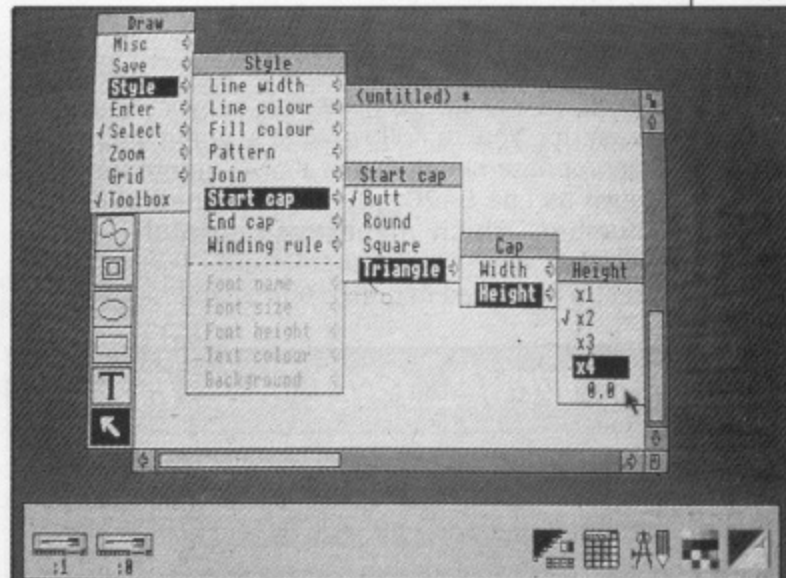 Draw
Misc
Save
Style
Enter
√ Select
Zoom
Grid
√ Toolbox
Style
Line width
Line colour
Fill colour
Pattern
Join
Start cap
End cap
Winding rule
Font name
Font size
Font height
Text colour
Background
<untitled> *
Start cap
√ Butt
Round
Square
Triangle
Cap
Width
Height
Height
x1
√ x2
x3
x4
0.0
T
:1
:0